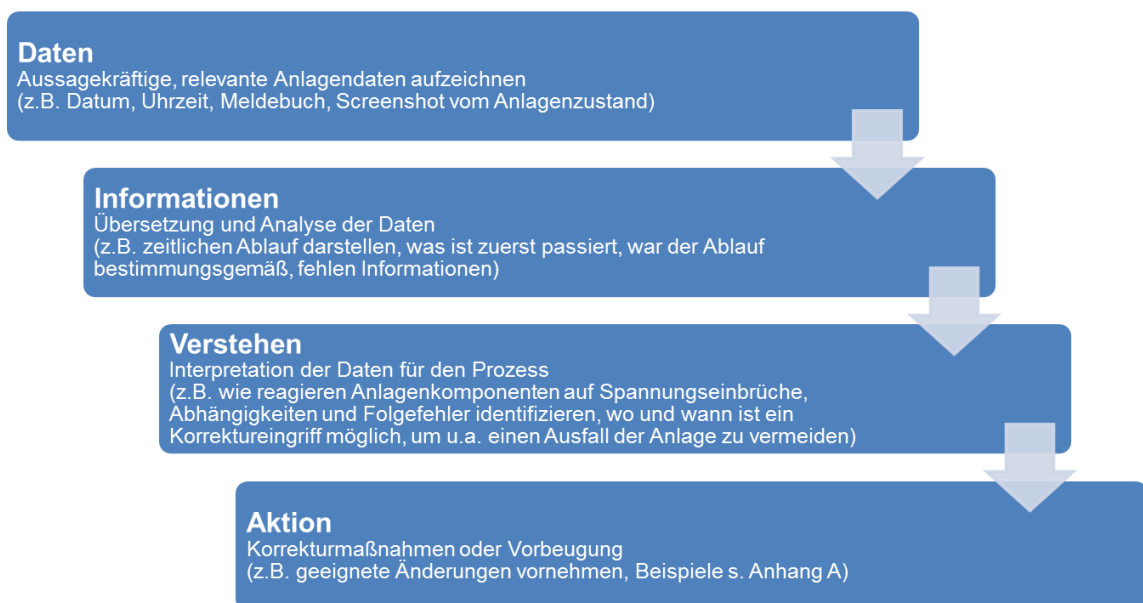 Daten
Aussagekräftige, relevante Anlagendaten aufzeichnen
(z.B. Datum, Uhrzeit, Meldebuch, Screenshot vom Anlagenzustand)
Informationen
Übersetzung und Analyse der Daten
(z.B. zeitlichen Ablauf darstellen, was ist zuerst passiert, war der Ablauf
bestimmungsgemäß, fehlen Informationen)
Verstehen
Interpretation der Daten für den Prozess
(z.B. wie reagieren Anlagenkomponenten auf Spannungseinbrüche,
Abhängigkeiten und Folgefehler identifizieren, wo und wann ist ein
Korrektureingriff möglich, um u.a. einen Ausfall der Anlage zu vermeiden)
Aktion
Korrekturmaßnahmen oder Vorbeugung
(z.B. geeignete Änderungen vornehmen, Beispiele s. Anhang A)